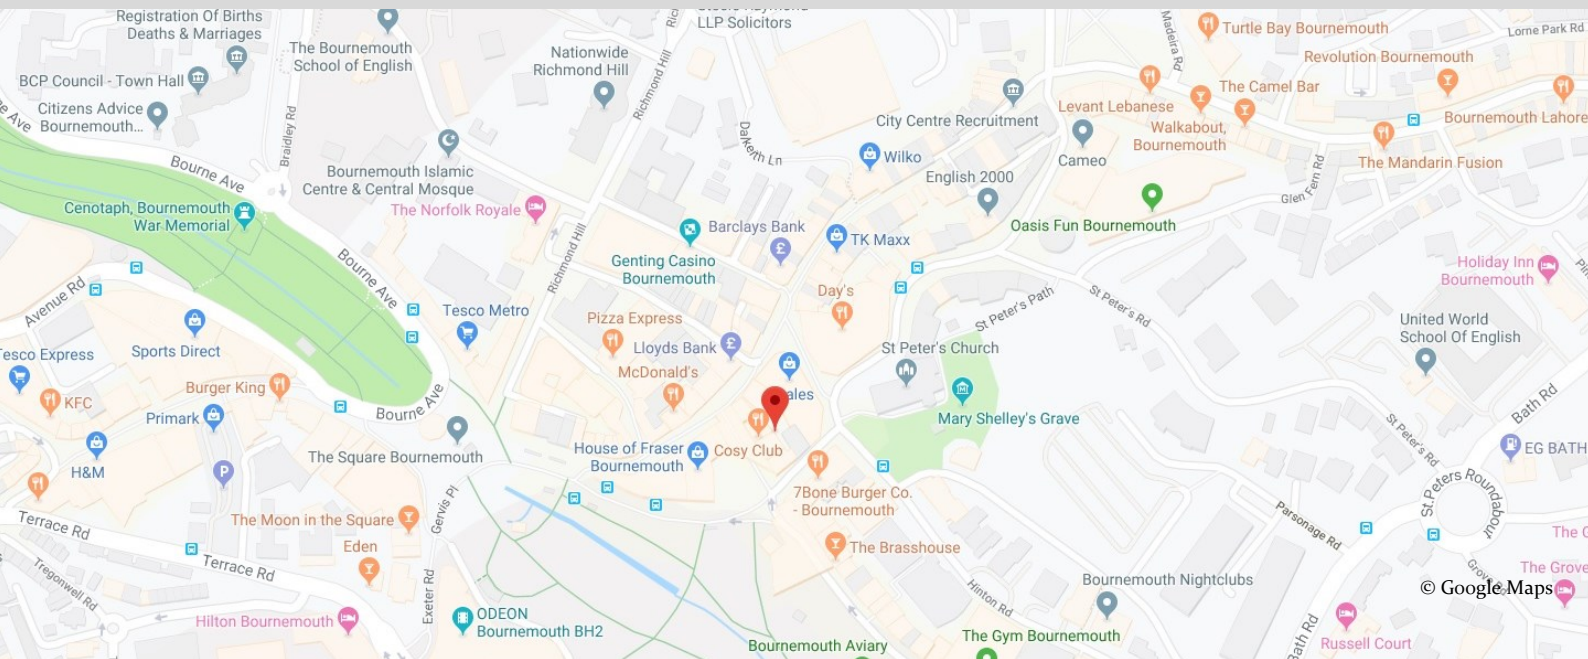 Registration Of Births
Deaths & Marriages
BCP Council - Town Hall
Citizens Advice
Bournemouth...
The Bournemouth
School of English
Braidley Rd
Bourne Ave
Bournemouth Islamic
Centre & Central Mosque
Cenotaph, Bournemouth
War Memorial
The Norfolk Royale
Nationwide
Richmond Hill
Richmond Hill
LLP Solicitors
Darkerth Ln
Wilko
City Centre Recruitment
English 2000
Cameo
Madeira Rd
Turtle Bay Bournemouth
Lorne Park Rd
Revolution Bournemouth
The Camel Bar
Levant Lebanese
Walkabout,
Bournemouth
Bournemouth Lahore
The Mandarin Fusion
Glen Fern Rd
Oasis Fun Bournemouth
Holiday Inn
Bournemouth
Barclays Bank
TK Maxx
Genting Casino
Bournemouth
Richmond Hill
Bourne Ave
Avenue Rd
Tesco Metro
Sports Direct
Tesco Express
KFC
Burger King
Primark
H&M
P
Bourne Ave
The Square Bournemouth
Pizza Express
Lloyds Bank
McDonald's
Day's
St Peter's Path
St Peter's Rd
St Peter's Church
Mary Shelley's Grave
United World
School Of English
Bath Rd
St Peter's Rd
EG BATH
St.Peters Roundabout
Parsonage Rd
House of Fraser
Bournemouth
Cosy Club
7Bone Burger Co.
- Bournemouth
The Brasshouse
Gervis Pl
The Moon in the Square
Eden
Terrace Rd
Terrace Rd
Tregonwell Rd
Exeter Rd
Hilton Bournemouth
ODEON
Bournemouth BH2
Bournemouth Aviary
The Gym Bournemouth
Hinton Rd
Bournemouth Nightclubs
Bath Rd
Russell Court
The Grove
© Google Maps